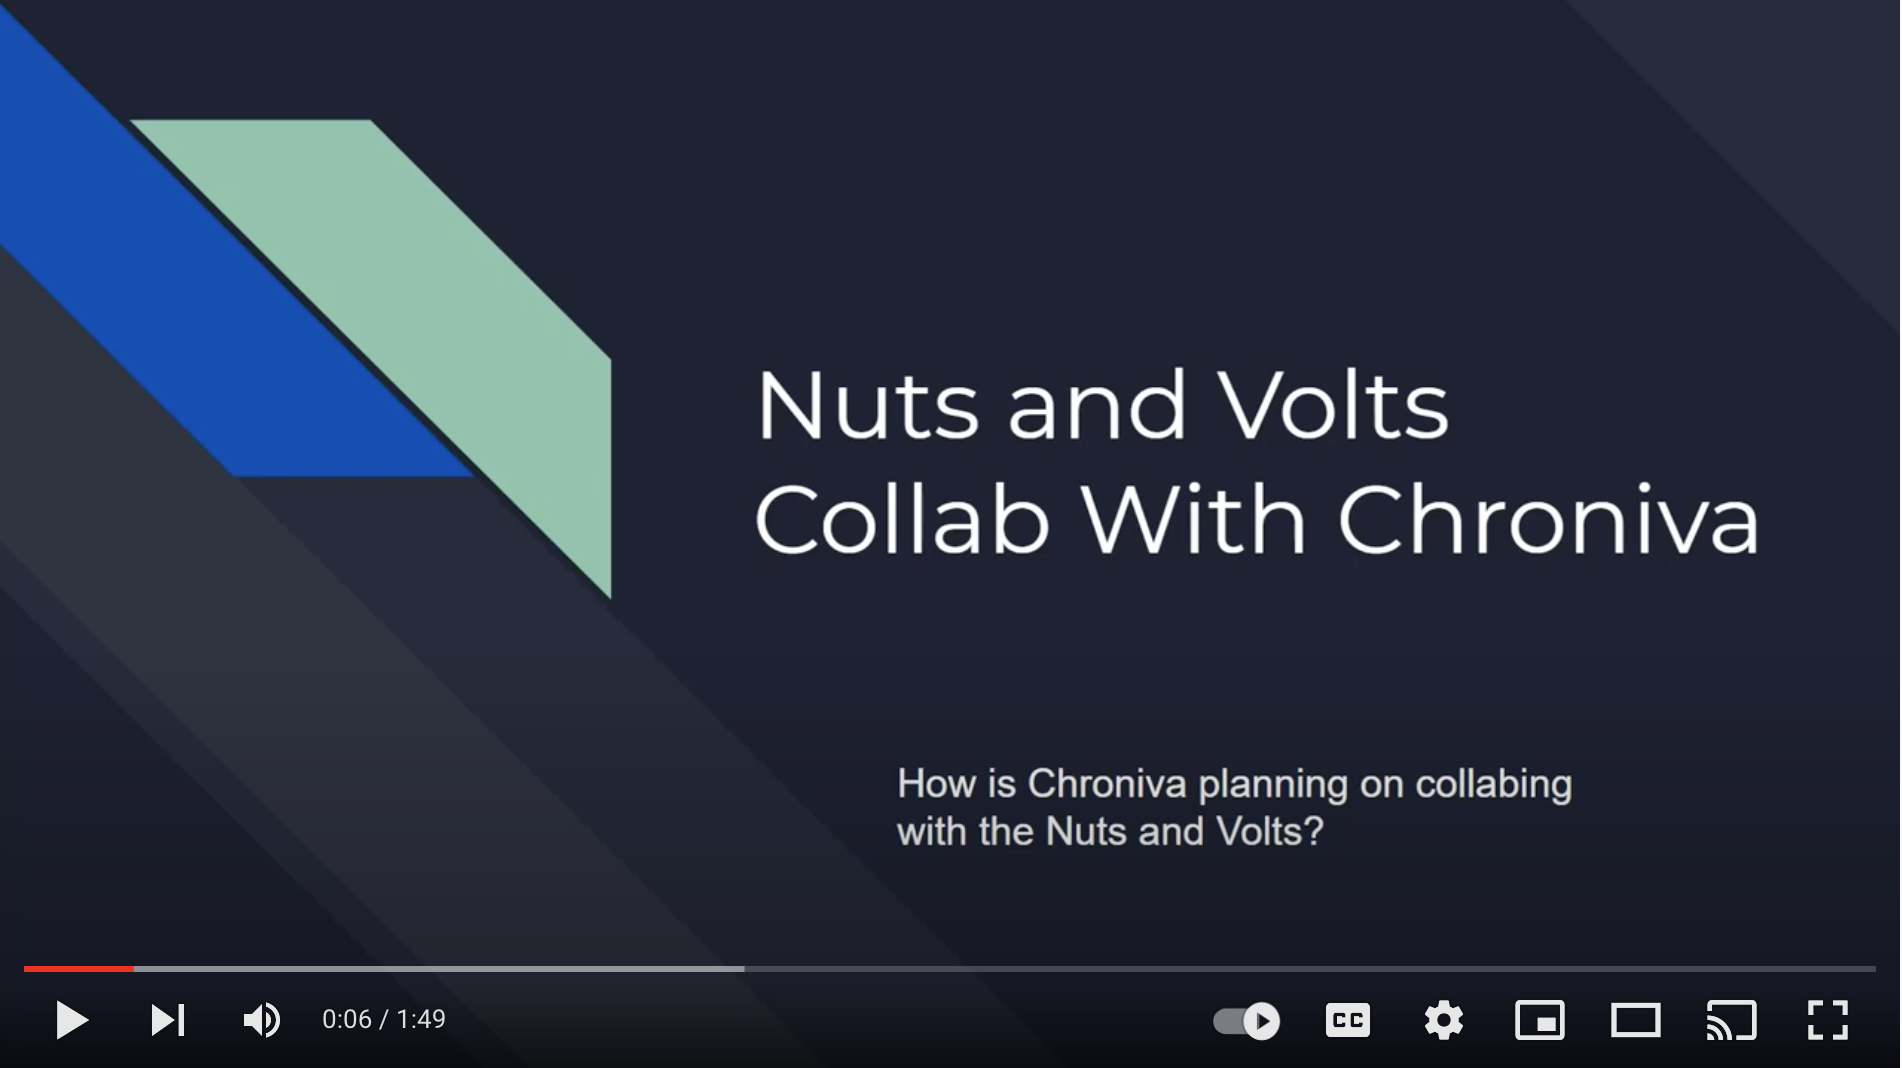 Nuts and Volts
Collab With Chroniva
How is Chroniva planning on collabing
with the Nuts and Volts?
0:06 / 1:49
CC